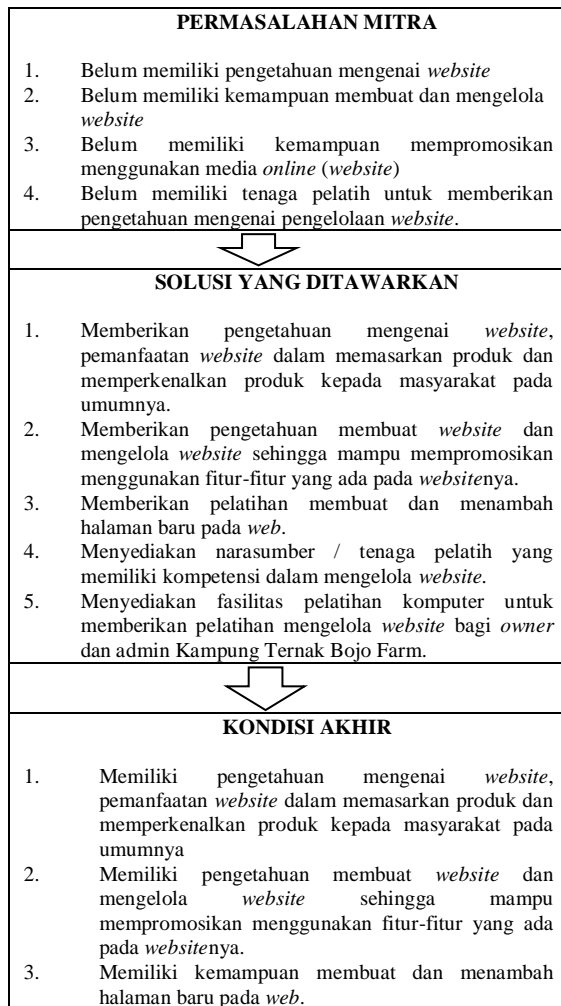 PERMASALAHAN MITRA
1. Belum memiliki pengetahuan mengenai website
2. Belum memiliki kemampuan membuat dan mengelola
website
3. Belum memiliki kemampuan mempromosikan
menggunakan media online (website)
4. Belum memiliki tenaga pelatih untuk memberikan
pengetahuan mengenai pengelolaan website.
SOLUSI YANG DITAWARKAN
1. Memberikan pengetahuan mengenai website,
pemanfaatan website dalam memasarkan produk dan
memperkenalkan produk kepada masyarakat pada
umumnya.
2. Memberikan pengetahuan membuat website dan
mengelola website sehingga mampu mempromosikan
menggunakan fitur-fitur yang ada pada websitenya.
3. Memberikan pelatihan membuat dan menambah
halaman baru pada web.
4. Menyediakan narasumber / tenaga pelatih yang
memiliki kompetensi dalam mengelola website.
5. Menyediakan fasilitas pelatihan komputer untuk
memberikan pelatihan mengelola website bagi owner
dan admin Kampung Ternak Bojo Farm.
KONDISI AKHIR
1. Memiliki pengetahuan mengenai website,
pemanfaatan website dalam memasarkan produk dan
memperkenalkan produk kepada masyarakat pada
umumnya
2. Memiliki pengetahuan membuat website dan
mengelola website sehingga mampu
mempromosikan menggunakan fitur-fitur yang ada
pada websitenya.
3. Memiliki kemampuan membuat dan menambah
halaman baru pada web.